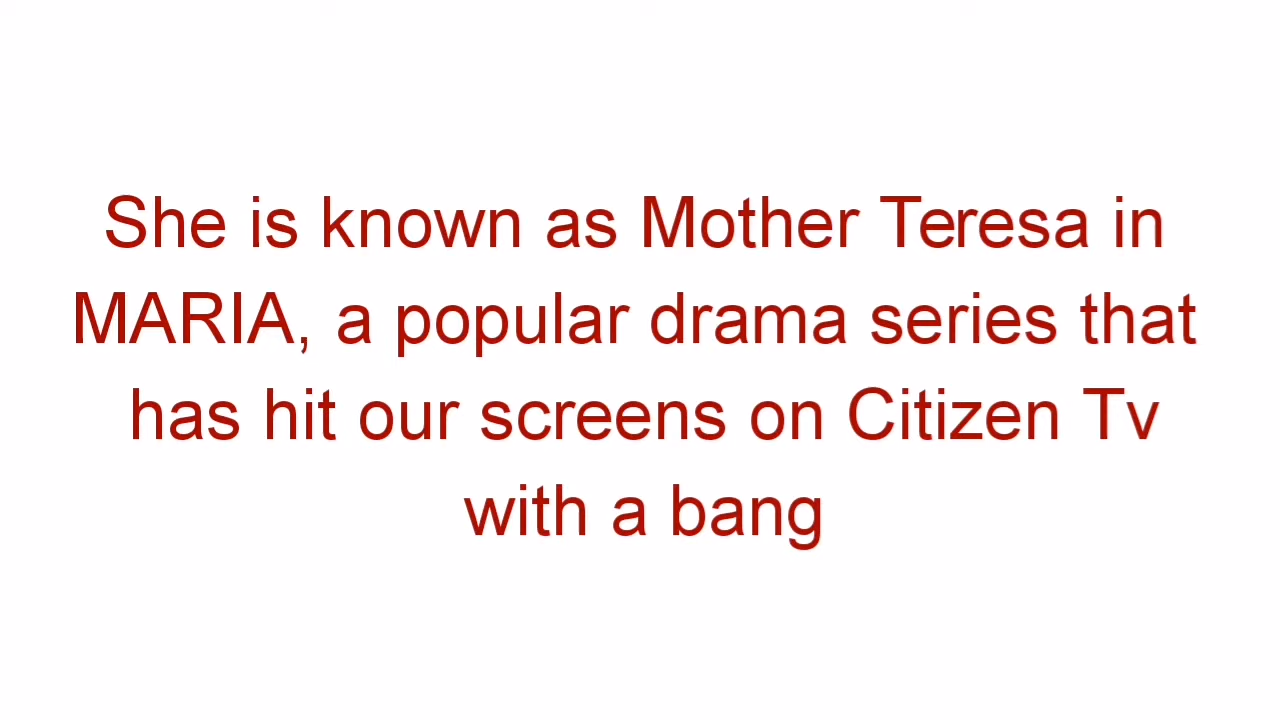 She is known as Mother Teresa in
MARIA, a popular drama series that
has hit our screens on Citizen Tv
with a bang